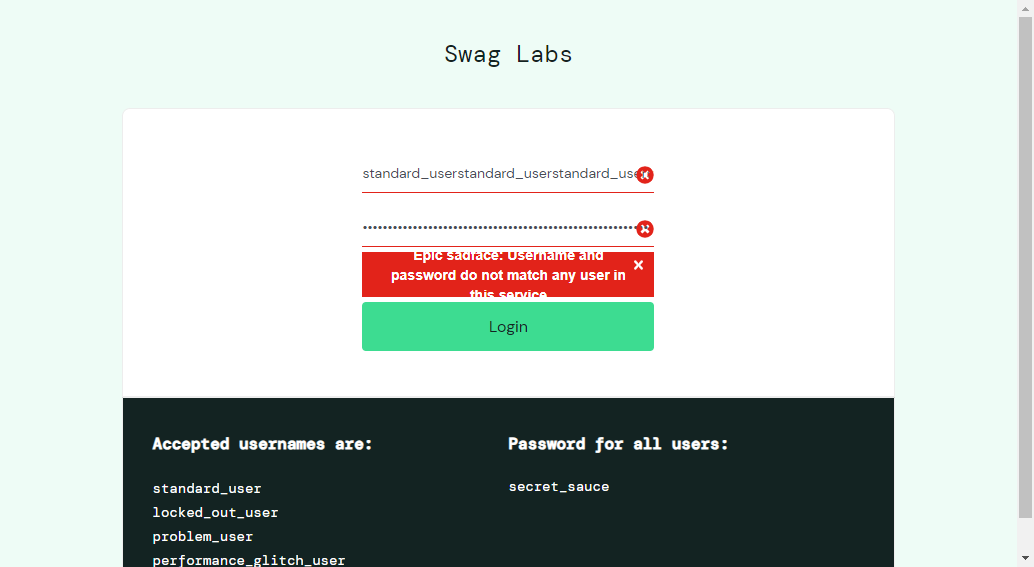 Swag Labs
standard_userstandard_userstandard_use
Epic sadface: Username and
password do not match any user in
this service
Login
Accepted usernames are:
Password for all users:
standard_user
secret_sauce
locked_out_user
problem_user
performance_glitch_user